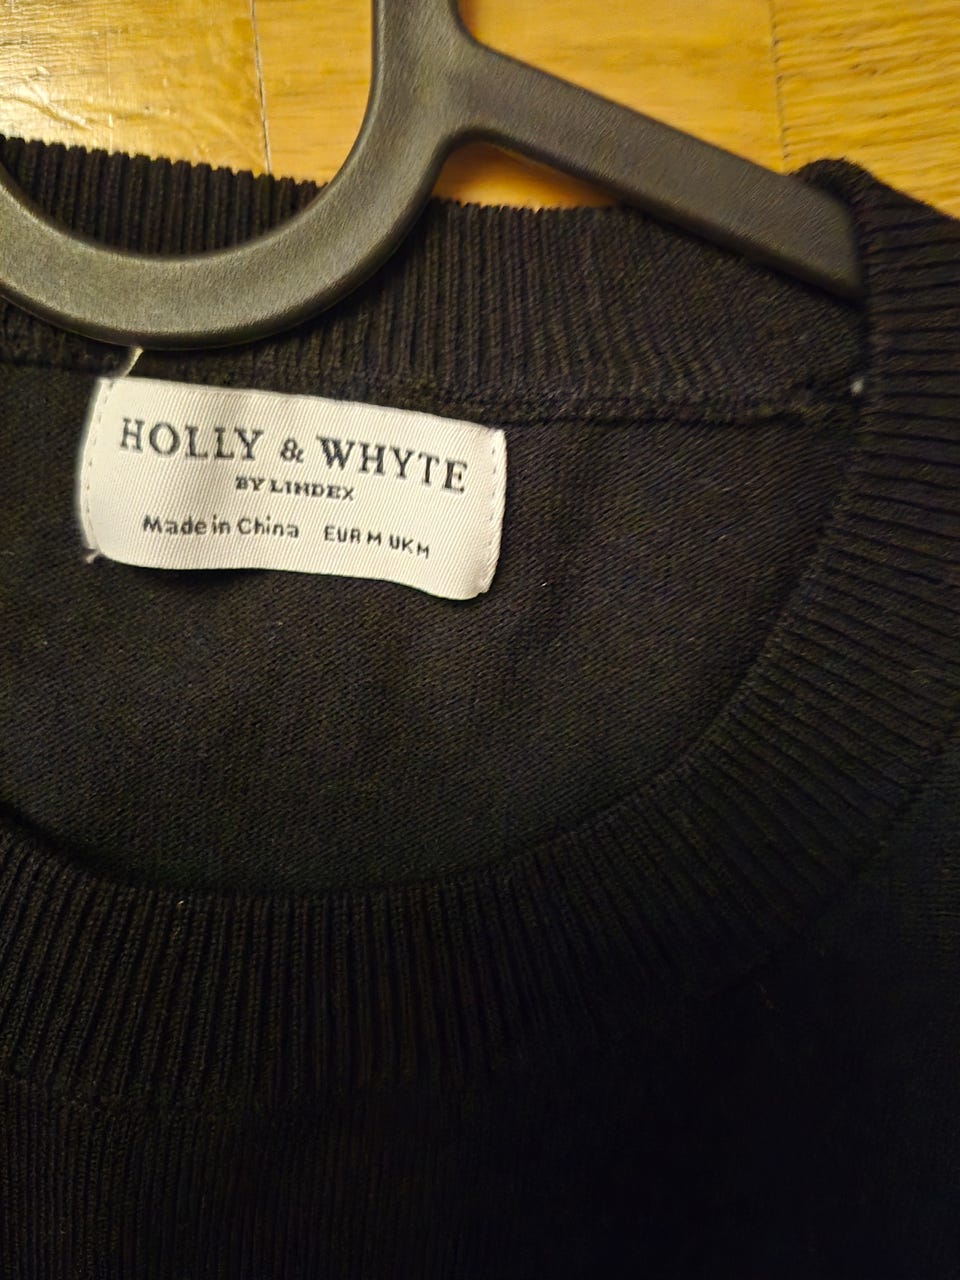 HOLLY & WHYTE
BY LINDEX
Made in China EUR M UK M